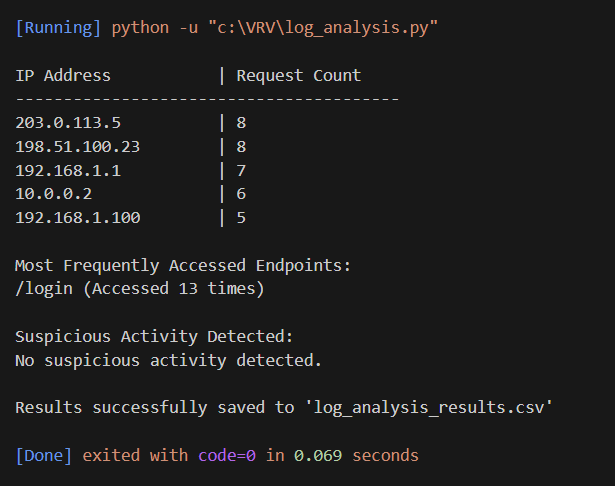 [Running] python -u "c:\VRV\log_analysis.py"
IP Address | Request Count
----------------------------------------
203.0.113.5 | 8
198.51.100.23 | 8
192.168.1.1 | 7
10.0.0.2 | 6
192.168.1.100 | 5
Most Frequently Accessed Endpoints:
/login (Accessed 13 times)
Suspicious Activity Detected:
No suspicious activity detected.
Results successfully saved to 'log_analysis_results.csv'
[Done] exited with code=0 in 0.069 seconds